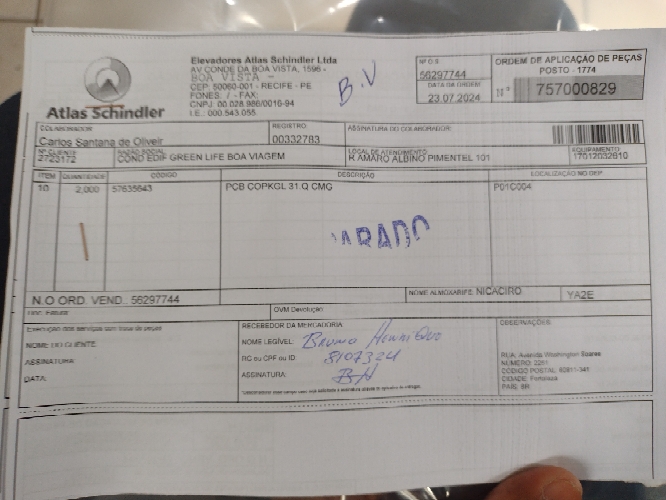 Atlas Schindler
Elevadores Atlas Schindler Ltda
AV CONDE DA BOA VISTA, 1596 -
BOA VISTA -
CEP: 50060-001 - RECIFE - PE
FONES: / - FAX:
CNPJ: 00.028.986/0016-94
I.E.: 000.543.055
B.V
Nº O.S.
56297744
DATA DA ORDEM
23.07.2024
ORDEM DE APLICAÇÃO DE PEÇAS
POSTO - 1774
N° 757000829
COLABORADOR
Carlos Santana de Oliveir
REGISTRO
00332783
ASSINATURA DO COLABORADOR:
Nº CLIENTE
2723172
RAZÃO SOCIAL
COND EDIF GREEN LIFE BOA VIAGEM
LOCAL DE ATENDIMENTO
R AMARO ALBINO PIMENTEL 101
EQUIPAMENTO
ITEM QUANTIDADE CÓDIGO DESCRIÇÃO
10 2,000 57635643 PCB COPKGL 31.Q CMG P01C004
N.O ORD. VEND.: 56297744
NOME ALMOXARIFE: NICACIRO YA2E
OVM Devolução:
NOME DO CLIENTE
ASSINATURA
DATA:
RECEBEDOR DA MERCADORIA
NOME LEGÍVEL: Bruno Henrique
RG ou CPF ou ID 8107324
ASSINATURA: BH
OBSERVAÇÕES:
RUA: Avenida Washington Soares
CIDADE: Fortaleza
PAÍS: BR